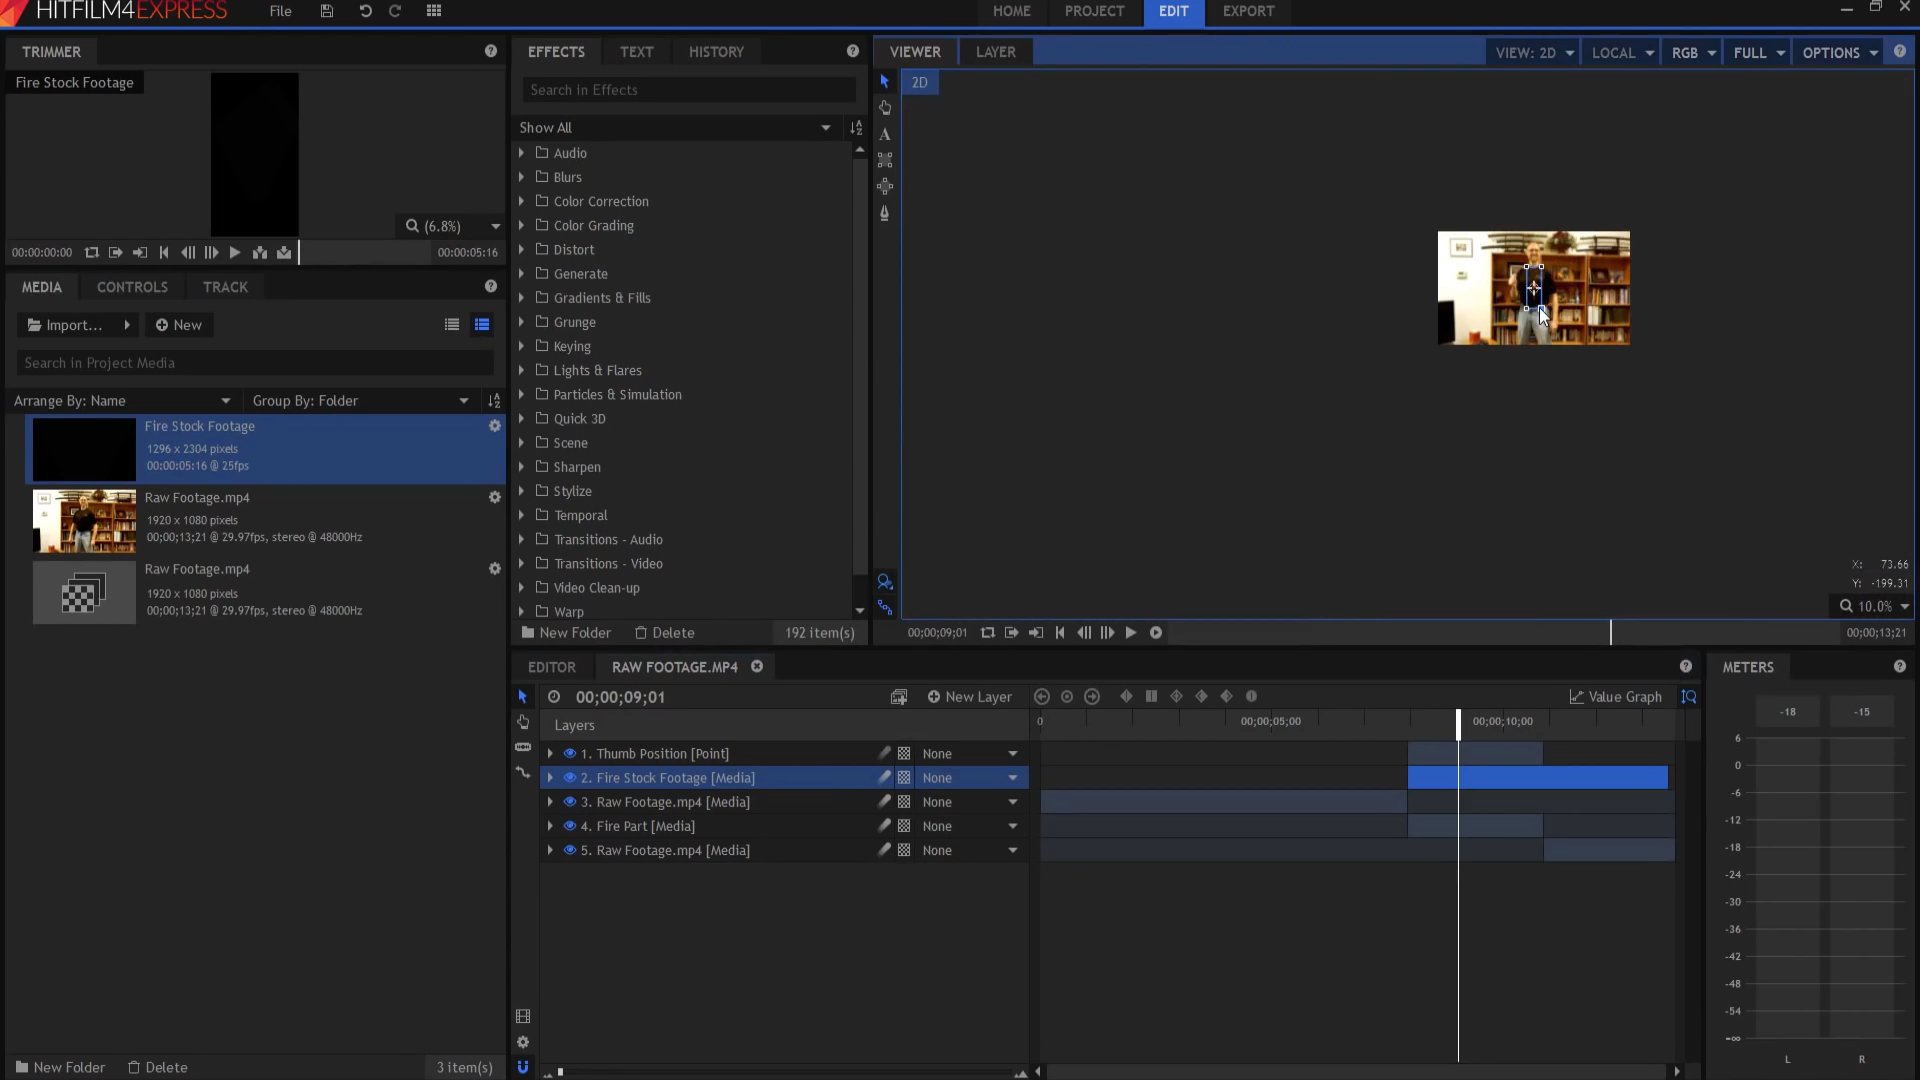 HITFILM4EXPRESS
File
HOME
PROJECT
EDIT
EXPORT
TRIMMER
Fire Stock Footage
(6.8%)
00:00:00:00
00:00:05:16
MEDIA
CONTROLS
TRACK
Import...
New
Search in Project Media
Arrange By: Name
Group By: Folder
Fire Stock Footage
1296 x 2304 pixels
00:00:05:16 @ 25fps
Raw Footage.mp4
1920 x 1080 pixels
00;00;13;21 @ 29.97fps, stereo @ 48000Hz
Raw Footage.mp4
1920 x 1080 pixels
00;00;13;21 @ 29.97fps, stereo @ 48000Hz
New Folder
Delete
3 item(s)
EFFECTS
TEXT
HISTORY
Search in Effects
Show All
Audio
Blurs
Color Correction
Color Grading
Distort
Generate
Gradients & Fills
Grunge
Keying
Lights & Flares
Particles & Simulation
Quick 3D
Scene
Sharpen
Stylize
Temporal
Transitions - Audio
Transitions - Video
Video Clean-up
Warp
New Folder
Delete
192 item(s)
VIEWER
LAYER
VIEW: 2D
LOCAL
RGB
FULL
OPTIONS
2D
A
X: 73.66
Y: -199.31
10.0%
00;00;09;01
00;00;13;21
EDITOR
RAW FOOTAGE.MP4
00;00;09;01
New Layer
Value Graph
Layers
0
00;00;05;00
00;00;10;00
1. Thumb Position [Point]
None
2. Fire Stock Footage [Media]
None
3. Raw Footage.mp4 [Media]
None
4. Fire Part [Media]
None
5. Raw Footage.mp4 [Media]
None
METERS
-18
-15
6
0
-6
-12
-18
-24
-30
-36
-42
-48
-54
-∞
L
R